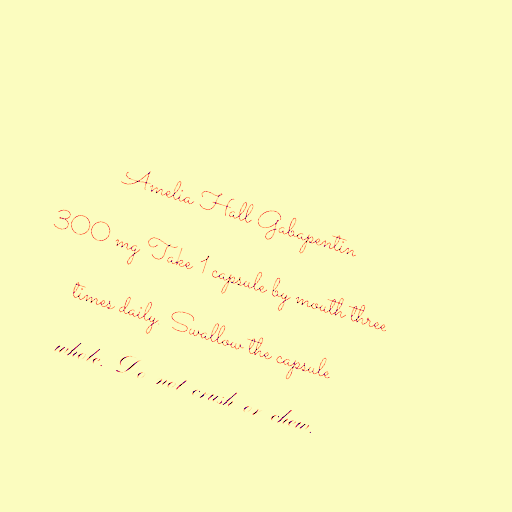 Amelia Hall Gabapentin
300 mg Take 1 capsule by mouth three
times daily Swallow the capsule
whole. Do not crush or chew.